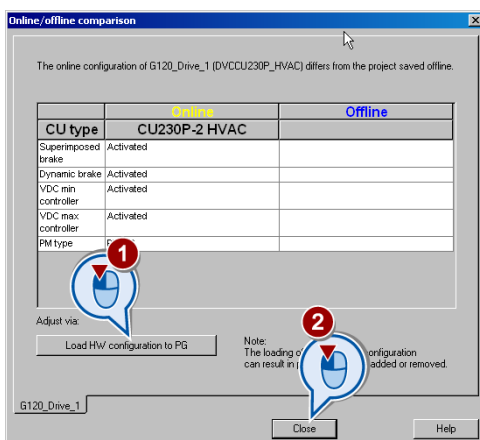 Online/offline comparison
The online configuration of G120_Drive_1 (DVCCU230P_HVAC) differs from the project saved offline.
Online Offline
CU type CU230P-2 HVAC
Superimposed brake Activated
Dynamic brake Activated
VDC min controller Activated
VDC max controller Activated
PM type
1
Adjust via:
2
Load HW configuration to PG
Note:
The loading configuration
can result in added or removed.
G120_Drive_1
Close Help